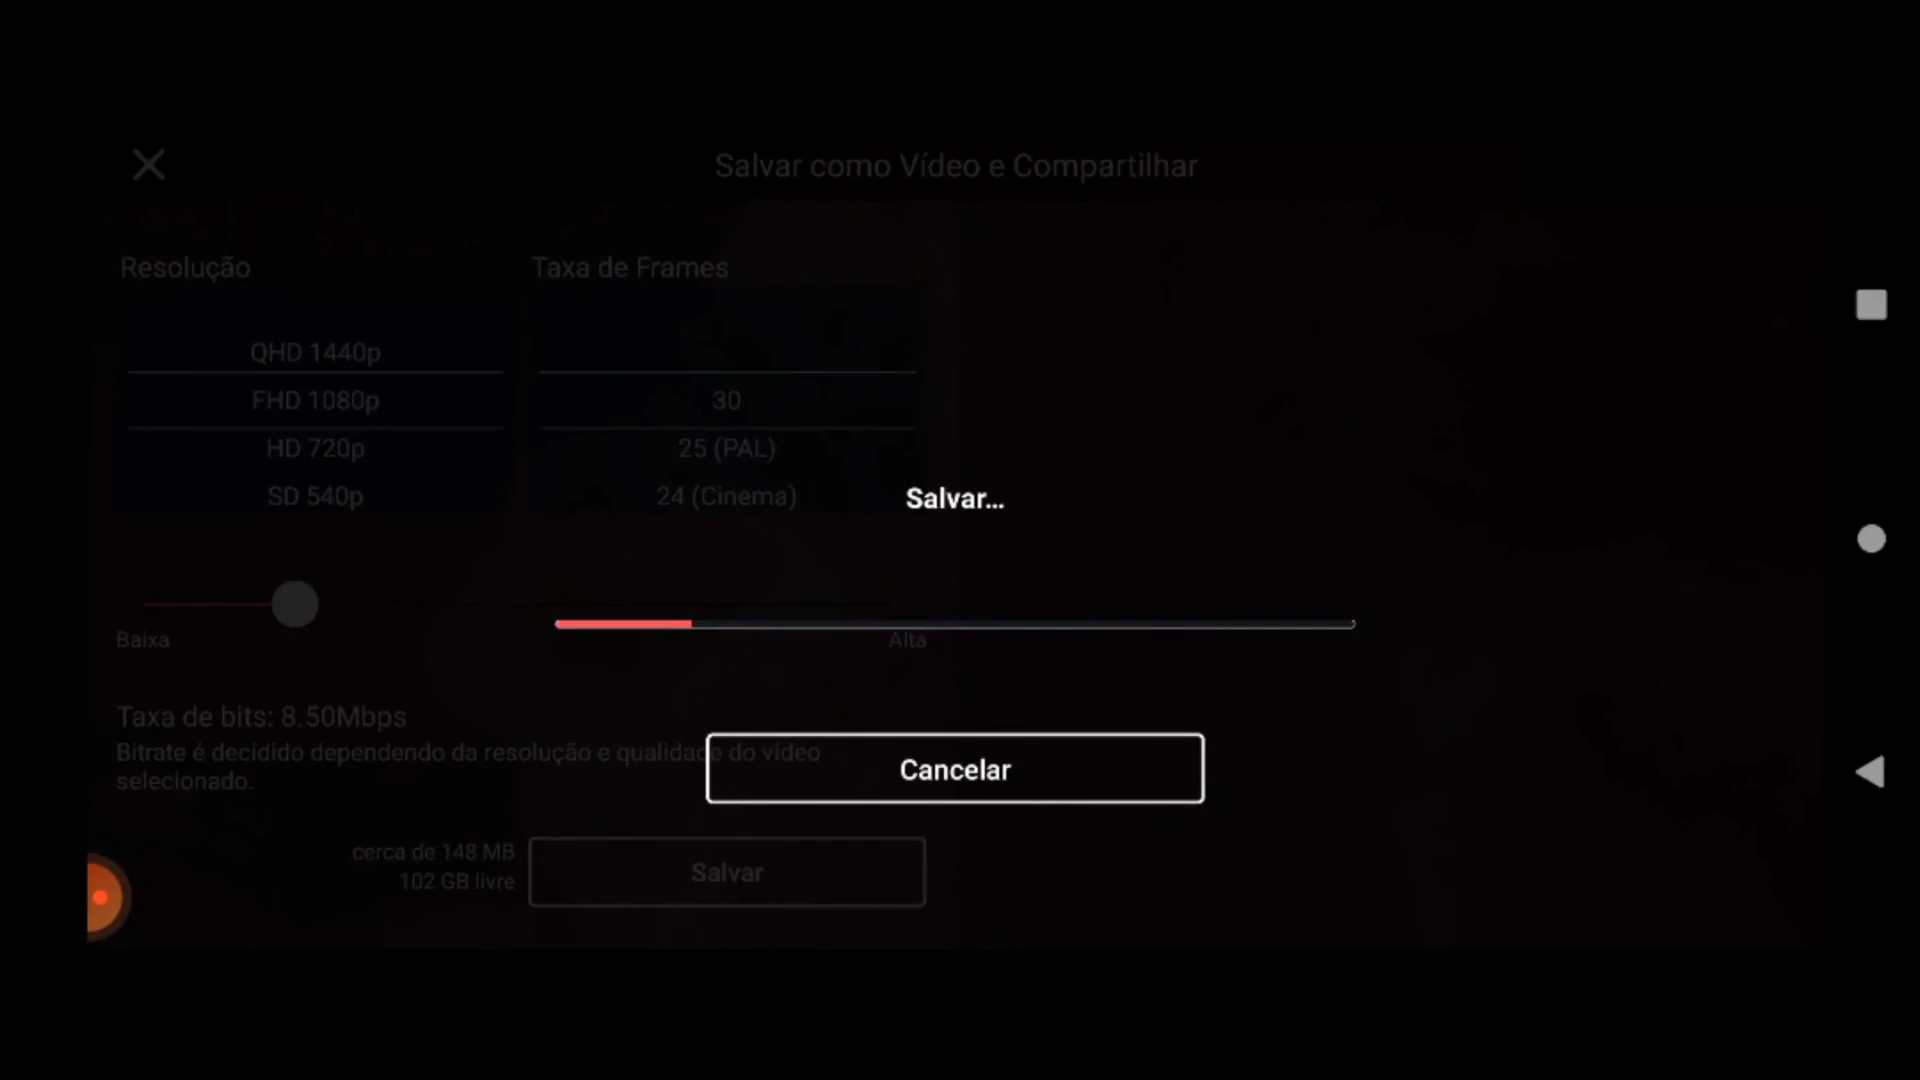 Salvar como Vídeo e Compartilhar
Resolução
Taxa de Frames
QHD 1440p
FHD 1080p
30
HD 720p
25 (PAL)
SD 540p
24 (Cinema)
Salvar...
Baixa
Alta
Taxa de bits: 8.50Mbps
Bitrate é decidido dependendo da resolução e qualidade do vídeo
selecionado.
Cancelar
cerca de 148 MB
102 GB livre
Salvar